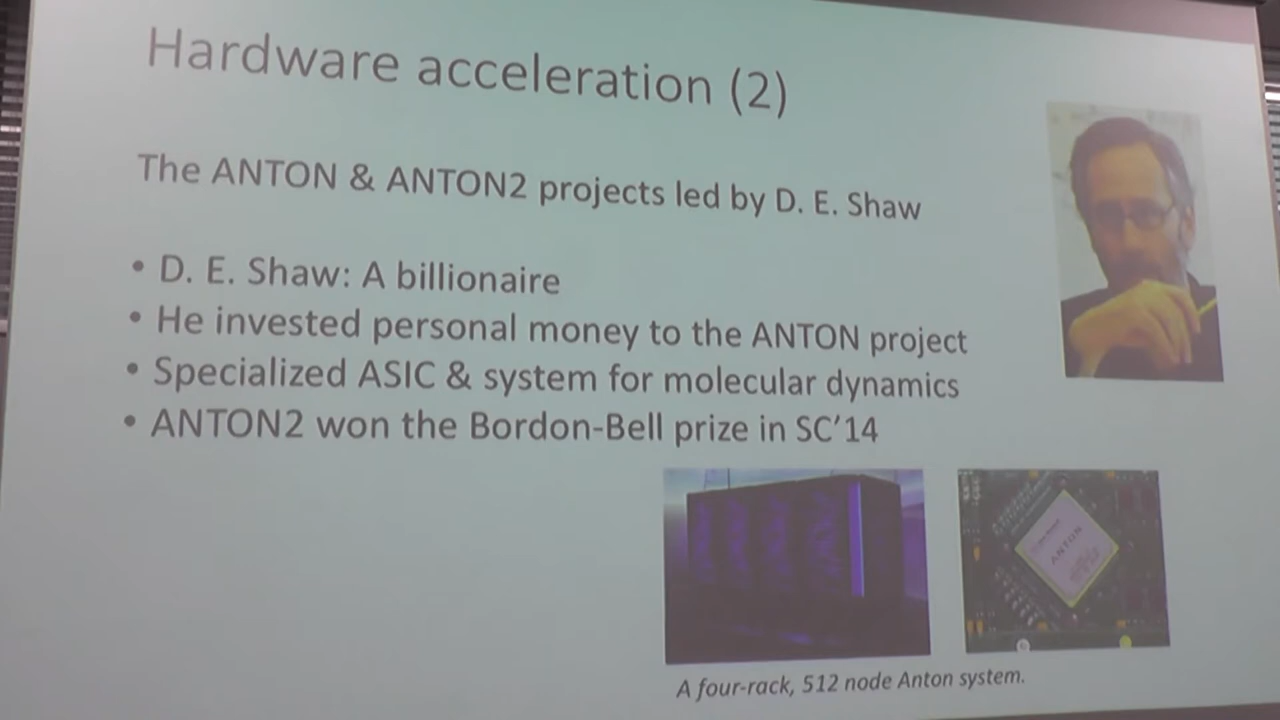 Hardware acceleration (2)
The ANTON & ANTON2 projects led by D. E. Shaw
• D. E. Shaw: A billionaire
• He invested personal money to the ANTON project
• Specialized ASIC & system for molecular dynamics
• ANTON2 won the Bordon-Bell prize in SC'14
ANTON
A four-rack, 512 node Anton system.